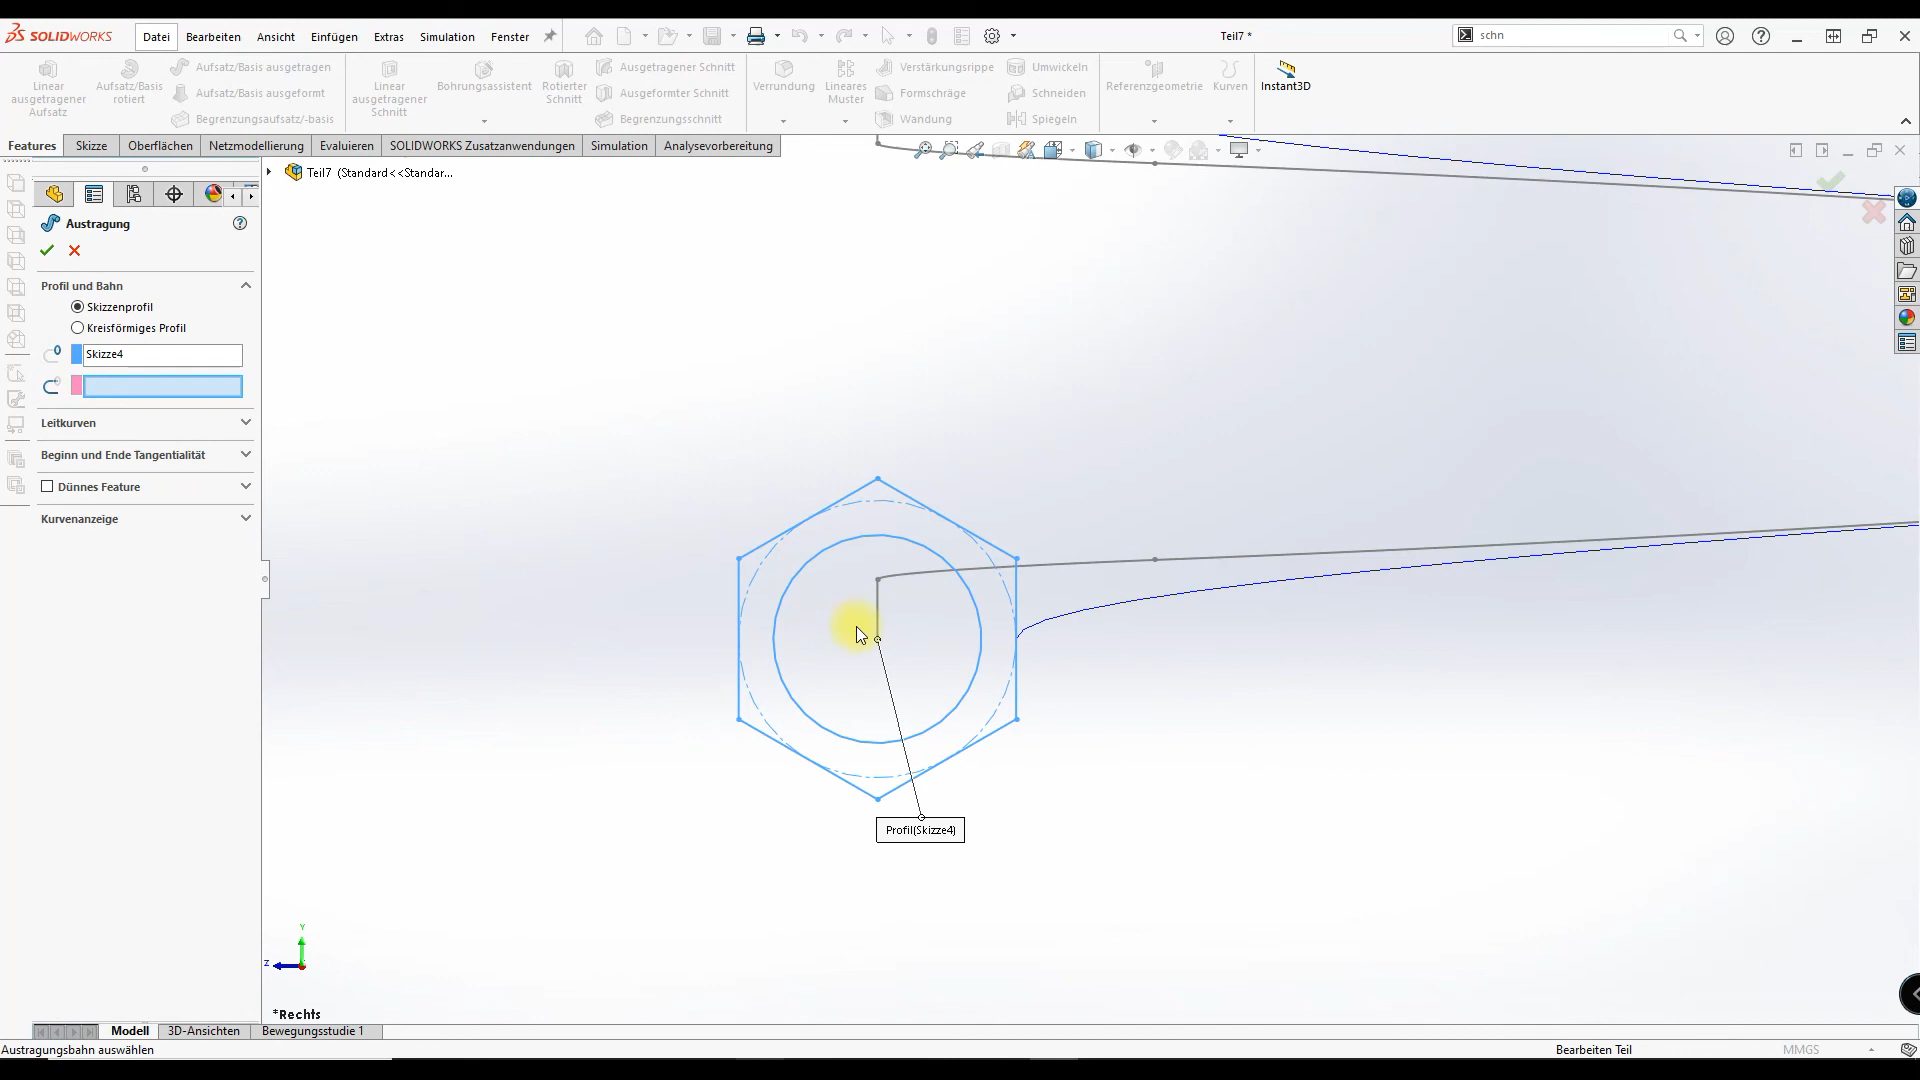 SOLIDWORKS
Datei Bearbeiten Ansicht Einfügen Extras Simulation Fenster
Teil7 *
schn
Linear ausgetragener Aufsatz
Aufsatz/Basis rotiert
Aufsatz/Basis ausgetragen
Aufsatz/Basis ausgeformt
Begrenzungsaufsatz/-basis
Linear ausgetragener Schnitt
Bohrungsassistent
Rotierter Schnitt
Ausgetragener Schnitt
Ausgeformter Schnitt
Begrenzungsschnitt
Verrundung
Lineares Muster
Verstärkungsrippe
Formschräge
Wandung
Umwickeln
Schneiden
Spiegeln
Referenzgeometrie
Kurven
Instant3D
Features Skizze Oberflächen Netzmodellierung Evaluieren SOLIDWORKS Zusatzanwendungen Simulation Analysevorbereitung
Teil7 (Standard<<Standar...
Austragung
Profil und Bahn
Skizzenprofil
Kreisförmiges Profil
Skizze4
Leitkurven
Beginn und Ende Tangentialität
Dünnes Feature
Kurvenanzeige
Profil(Skizze4)
Y
Z
*Rechts
Modell 3D-Ansichten Bewegungsstudie 1
Austragungsbahn auswählen
Bearbeiten Teil
MMGS